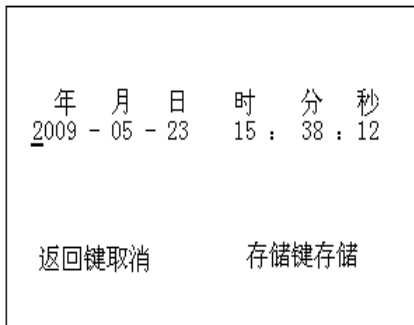 年 月 日 时 分 秒
2009 - 05 - 23 15 : 38 : 12
返回键取消 存储键存储